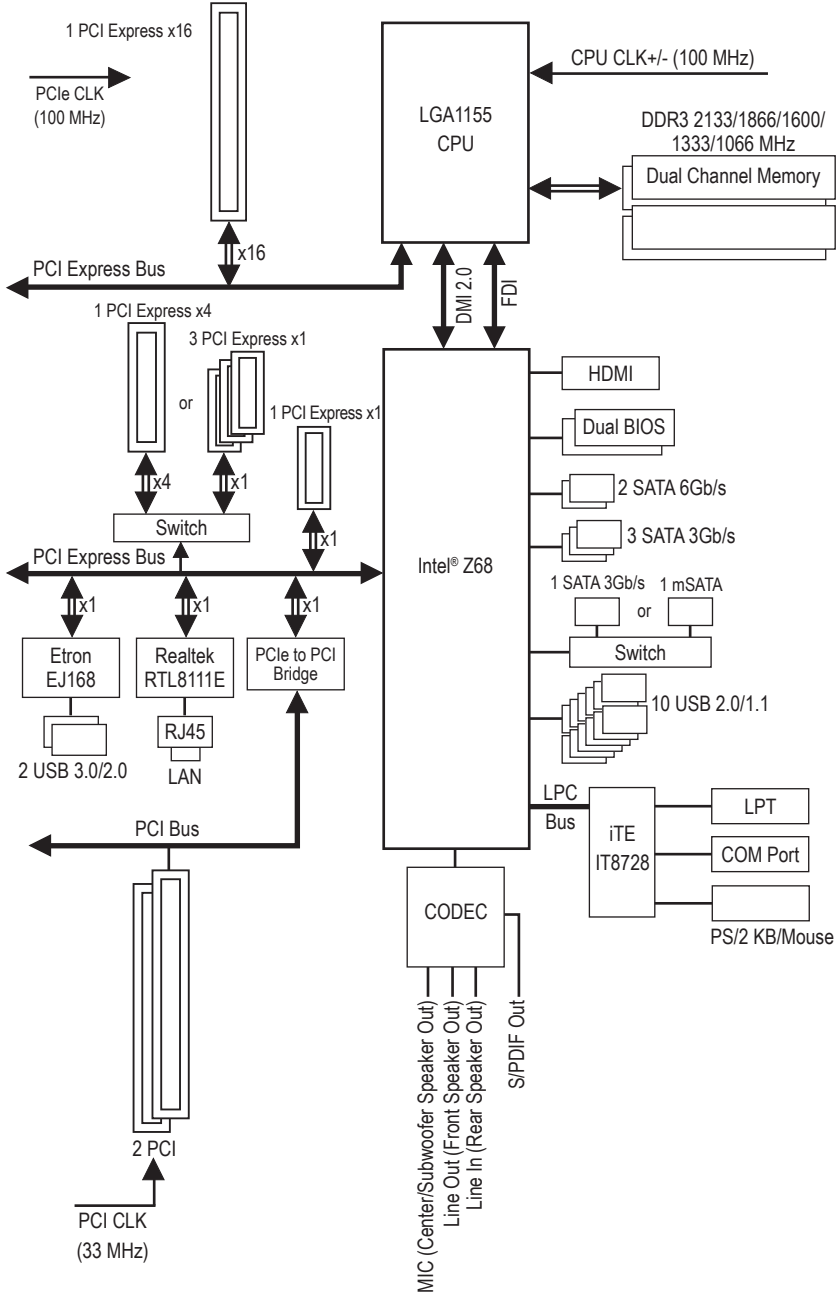 1 PCI Express x16
PCIe CLK
(100 MHz)
LGA1155
CPU
CPU CLK+/- (100 MHz)
DDR3 2133/1866/1600/
1333/1066 MHz
Dual Channel Memory
x16
PCI Express Bus
DMI 2.0
FDI
1 PCI Express x4
3 PCI Express x1
or
1 PCI Express x1
x4
x1
Switch
x1
PCI Express Bus
x1
x1
x1
Etron
EJ168
Realtek
RTL8111E
PCIe to PCI
Bridge
2 USB 3.0/2.0
RJ45
LAN
Intel® Z68
HDMI
Dual BIOS
2 SATA 6Gb/s
3 SATA 3Gb/s
1 SATA 3Gb/s
or
1 mSATA
Switch
10 USB 2.0/1.1
LPC
Bus
iTE
IT8728
LPT
COM Port
PS/2 KB/Mouse
PCI Bus
2 PCI
PCI CLK
(33 MHz)
CODEC
MIC (Center/Subwoofer Speaker Out)
Line Out (Front Speaker Out)
Line In (Rear Speaker Out)
S/PDIF Out